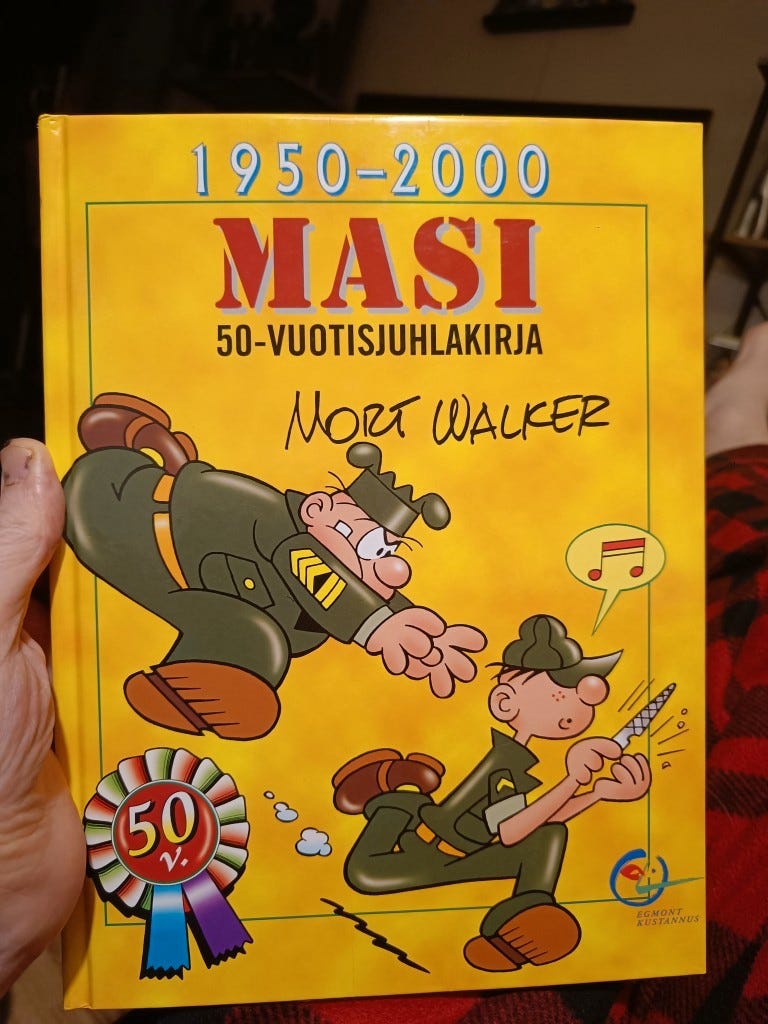 1950-2000
MASI
50-VUOTISJUHLAKIRJA
MORT WALKER
50
v.
EGMONT
KUSTANNUS